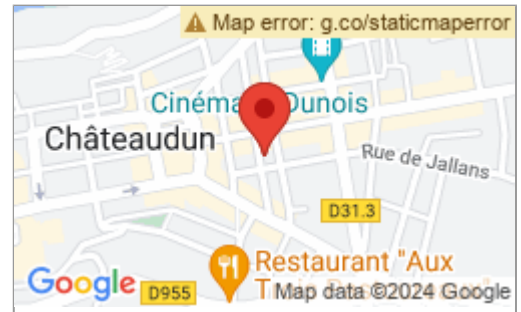 Map error: g.co/staticmaperror
Cinéma Dunois
Châteaudun
Rue de Jallans
D31.3
Restaurant "Aux
Google
D955
Map data ©2024 Google